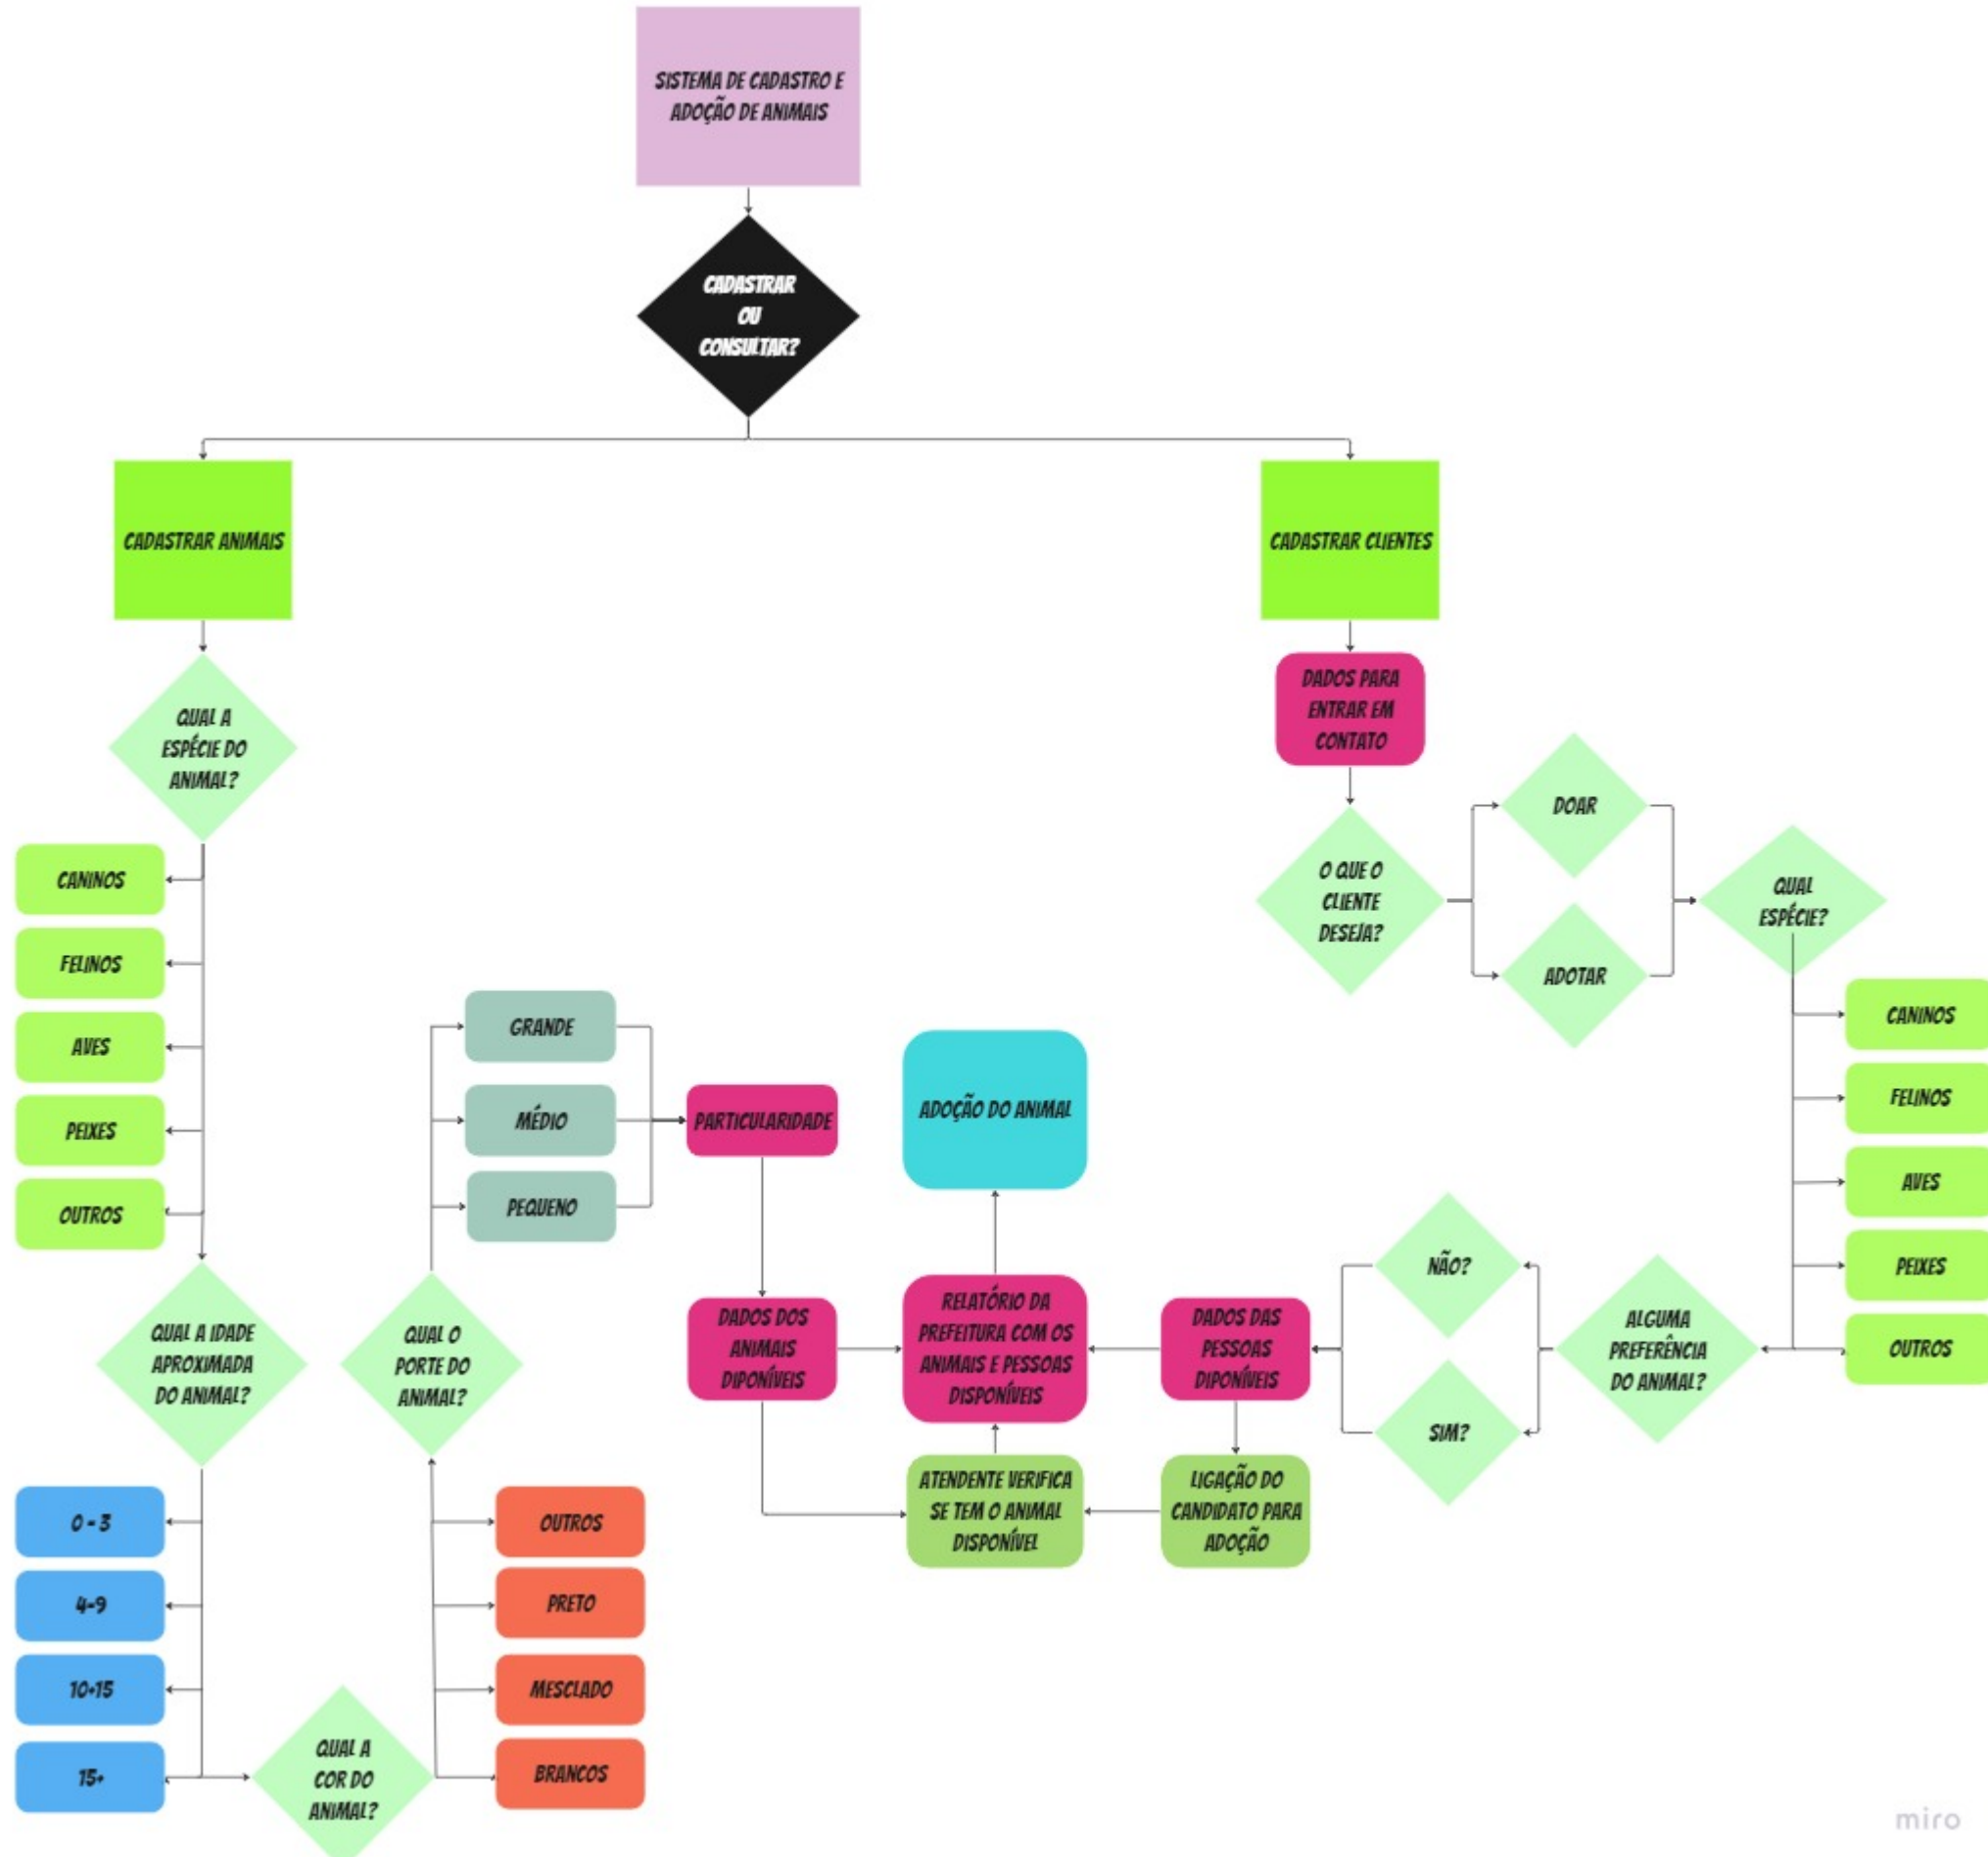 SISTEMA DE CADASTRO E
ADOÇÃO DE ANIMAIS
CADASTRAR
OU
CONSULTAR?
CADASTRAR ANIMAIS
QUAL A
ESPÉCIE DO
ANIMAL?
CANINOS
FELINOS
AVES
PEIXES
OUTROS
QUAL A IDADE
APROXIMADA
DO ANIMAL?
0 - 3
4-9
10+15
15+
QUAL A
COR DO
ANIMAL?
OUTROS
PRETO
MESCLADO
BRANCOS
QUAL O
PORTE DO
ANIMAL?
GRANDE
MÉDIO
PEQUENO
PARTICULARIDADE
DADOS DOS
ANIMAIS
DIPONÍVEIS
CADASTRAR CLIENTES
DADOS PARA
ENTRAR EM
CONTATO
O QUE O
CLIENTE
DESEJA?
DOAR
ADOTAR
QUAL
ESPÉCIE?
CANINOS
FELINOS
AVES
PEIXES
OUTROS
ALGUMA
PREFERÊNCIA
DO ANIMAL?
NÃO?
SIM?
DADOS DAS
PESSOAS
DIPONÍVEIS
LIGAÇÃO DO
CANDIDATO PARA
ADOÇÃO
ATENDENTE VERIFICA
SE TEM O ANIMAL
DISPONÍVEL
RELATÓRIO DA
PREFEITURA COM OS
ANIMAIS E PESSOAS
DISPONÍVEIS
ADOÇÃO DO ANIMAL
miro